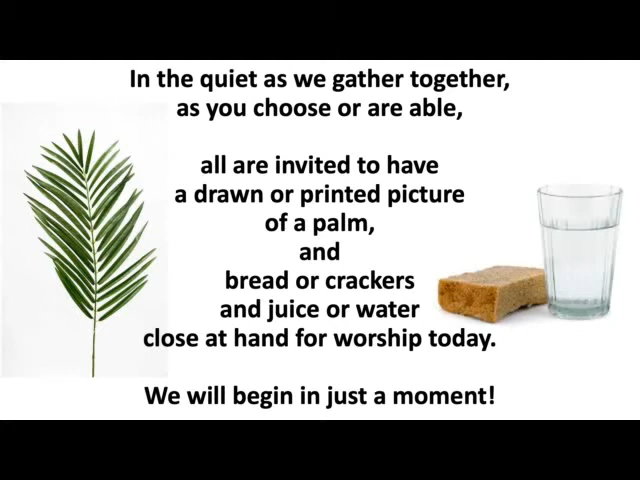 In the quiet as we gather together,
as you choose or are able,
all are invited to have
a drawn or printed picture
of a palm,
and
bread or crackers
and juice or water
close at hand for worship today.
We will begin in just a moment!